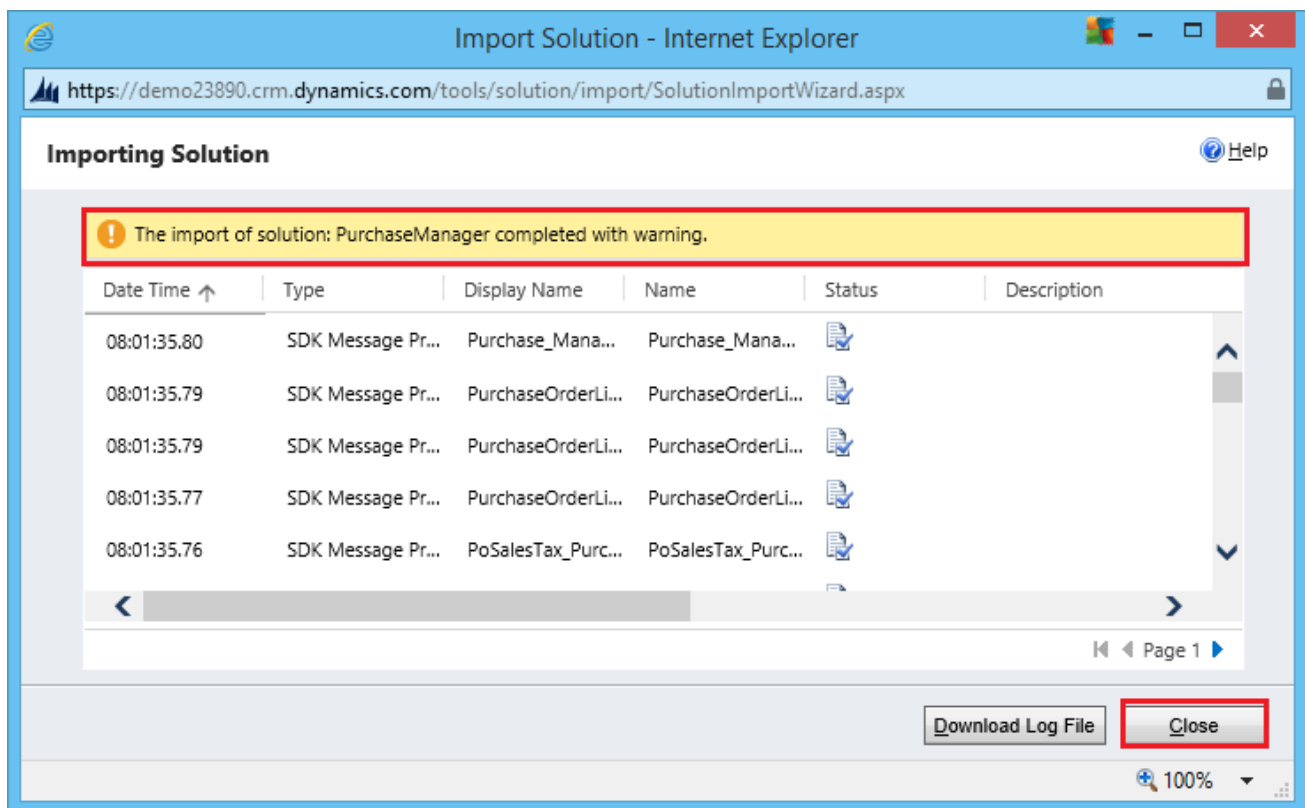 Import Solution - Internet Explorer
https://demo23890.crm.dynamics.com/tools/solution/import/SolutionImportWizard.aspx
Importing Solution
Help
The import of solution: PurchaseManager completed with warning.
Date Time Type Display Name Name Status Description
08:01:35.80 SDK Message Pr... Purchase_Mana... Purchase_Mana...
08:01:35.79 SDK Message Pr... PurchaseOrderLi... PurchaseOrderLi...
08:01:35.79 SDK Message Pr... PurchaseOrderLi... PurchaseOrderLi...
08:01:35.77 SDK Message Pr... PurchaseOrderLi... PurchaseOrderLi...
08:01:35.76 SDK Message Pr... PoSalesTax_Purc... PoSalesTax_Purc...
Page 1
Download Log File Close
100%